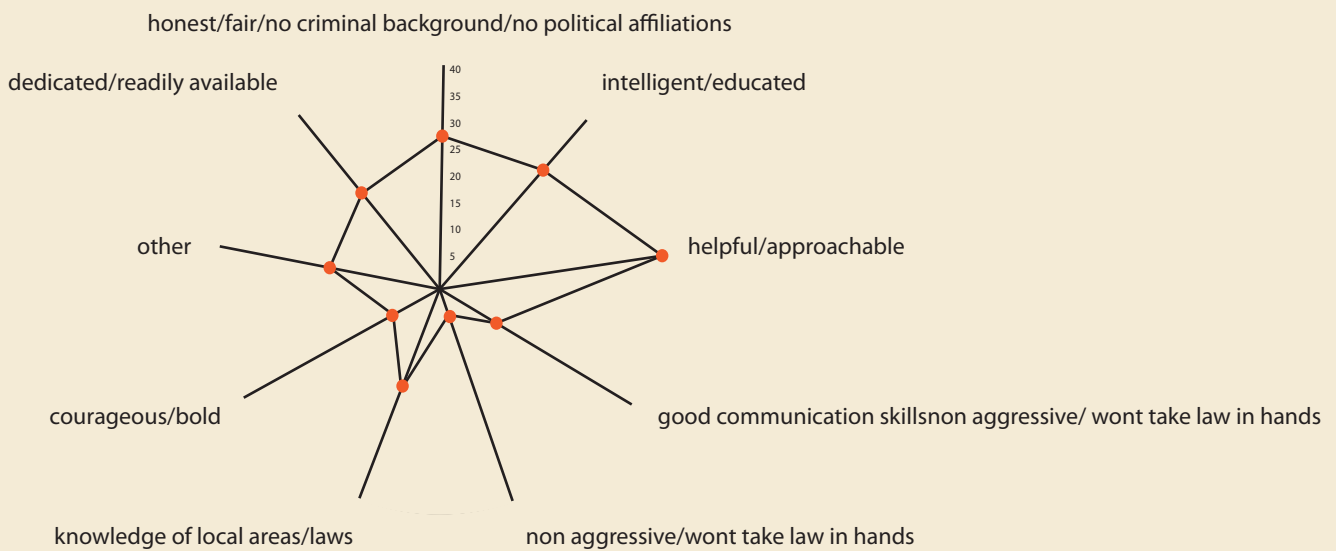 honest/fair/no criminal background/no political affiliations
dedicated/readily available
intelligent/educated
40
35
30
25
20
15
10
5
other
helpful/approachable
courageous/bold
good communication skillsnon aggressive/ wont take law in hands
knowledge of local areas/laws
non aggressive/wont take law in hands